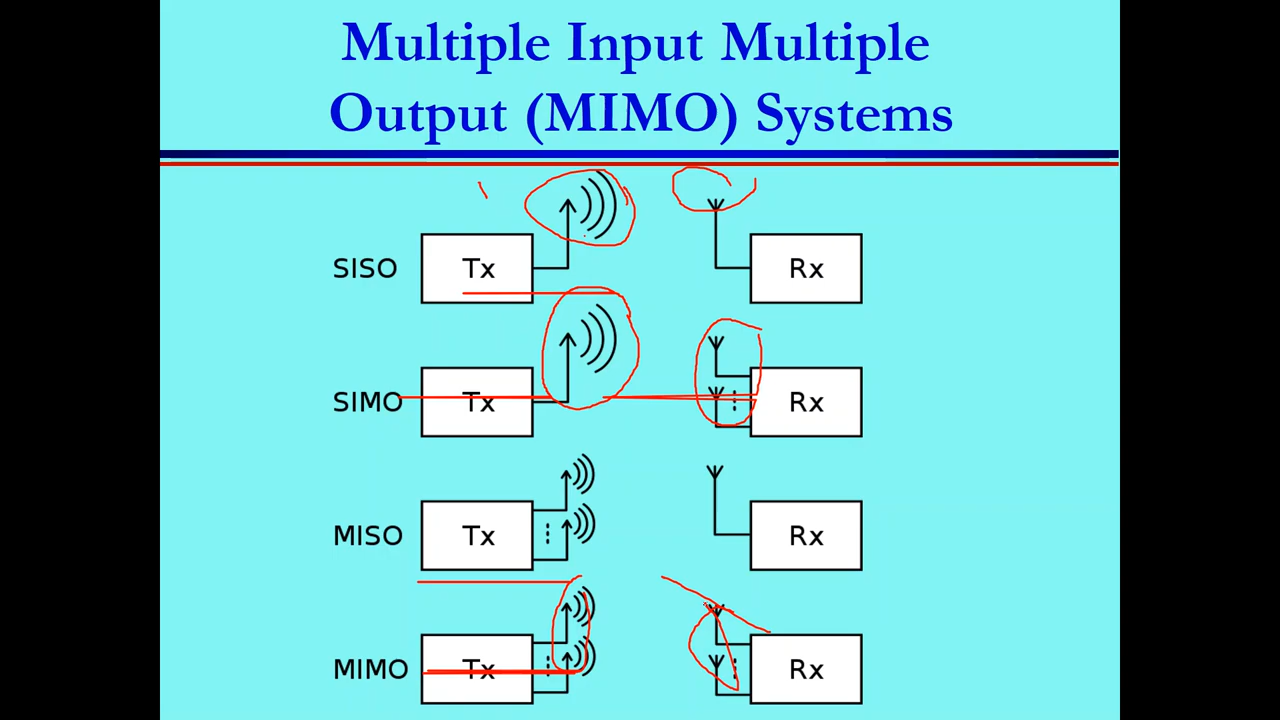 Multiple Input Multiple
Output (MIMO) Systems
SISO Tx Rx
SIMO Tx Rx
MISO Tx Rx
MIMO Tx Rx